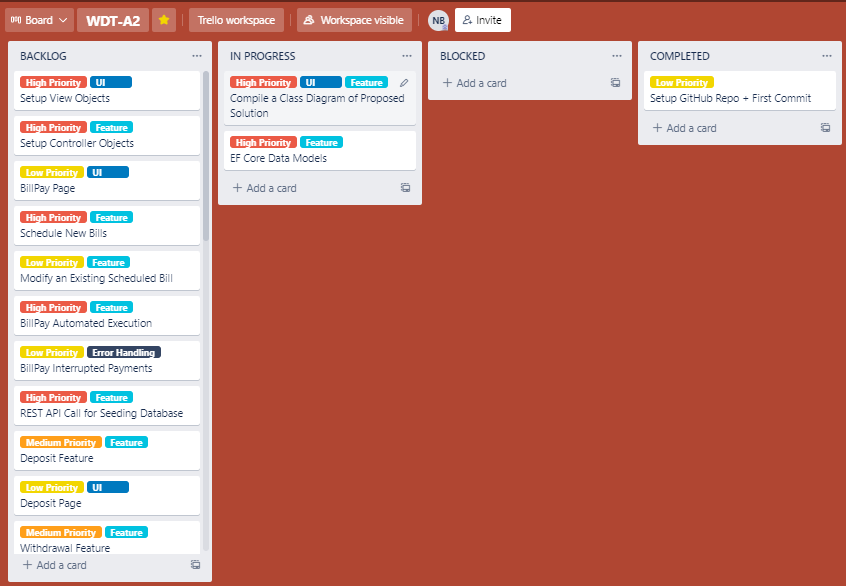 Board
WDT-A2
Trello workspace
Workspace visible
NB
Invite
BACKLOG
High Priority UI
Setup View Objects
High Priority Feature
Setup Controller Objects
Low Priority UI
BillPay Page
High Priority Feature
Schedule New Bills
Low Priority Feature
Modify an Existing Scheduled Bill
High Priority Feature
BillPay Automated Execution
Low Priority Error Handling
BillPay Interrupted Payments
High Priority Feature
REST API Call for Seeding Database
Medium Priority Feature
Deposit Feature
Low Priority UI
Deposit Page
Medium Priority Feature
Withdrawal Feature
+ Add a card
IN PROGRESS
High Priority UI Feature
Compile a Class Diagram of Proposed
Solution
High Priority Feature
EF Core Data Models
+ Add a card
BLOCKED
+ Add a card
COMPLETED
Low Priority
Setup GitHub Repo + First Commit
+ Add a card